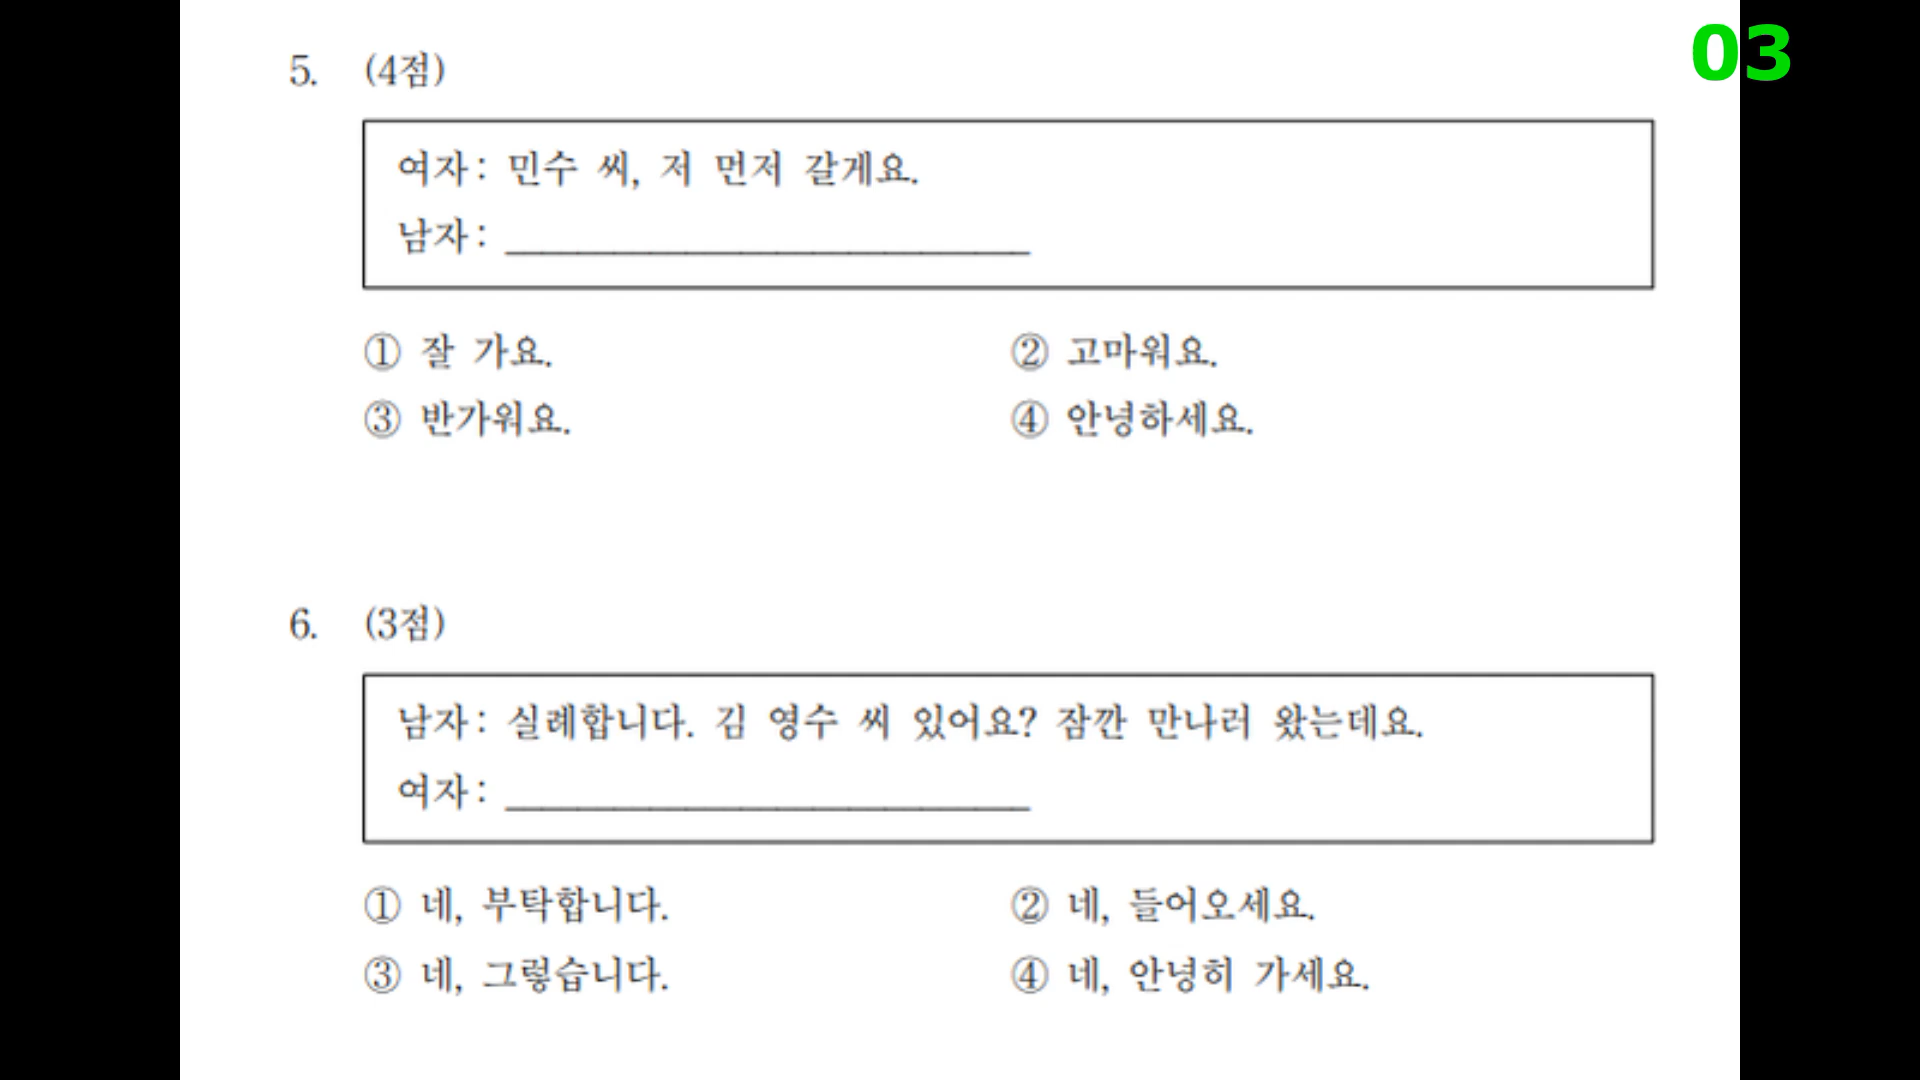 03
5. (4점)
여자 : 민수 씨, 저 먼저 갈게요.
남자 : ______________________________
① 잘 가요.
② 고마워요.
③ 반가워요.
④ 안녕하세요.
6. (3점)
남자 : 실례합니다. 김 영수 씨 있어요? 잠깐 만나러 왔는데요.
여자 : ______________________________
① 네, 부탁합니다.
② 네, 들어오세요.
③ 네, 그렇습니다.
④ 네, 안녕히 가세요.